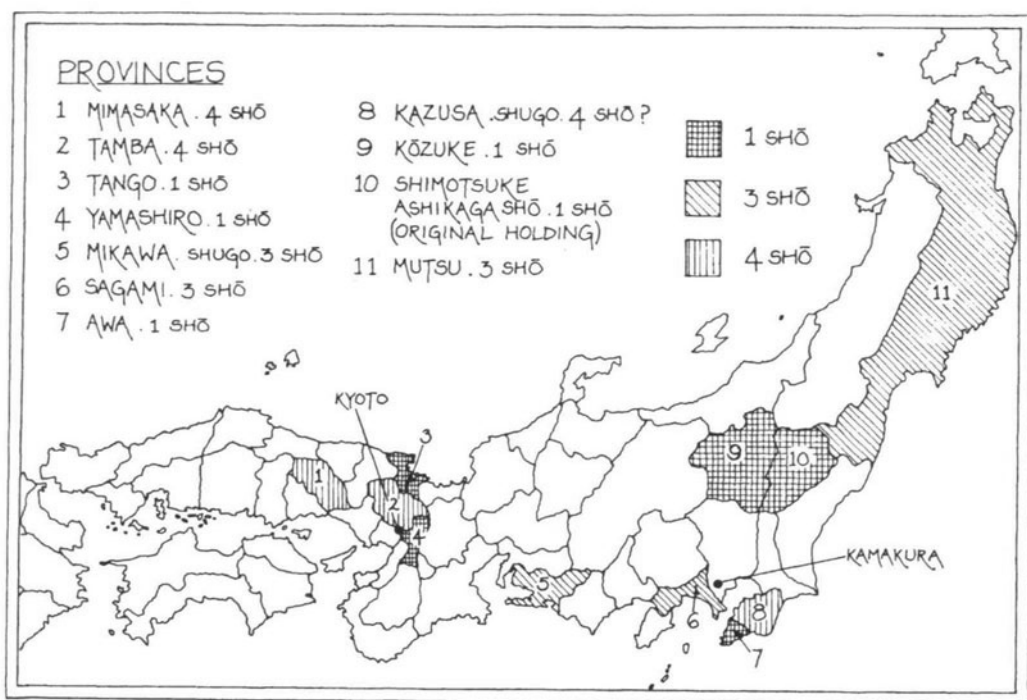 PROVINCES
1 MIMASAKA . 4 SHŌ
2 TAMBA . 4 SHŌ
3 TANGO . 1 SHŌ
4 YAMASHIRO . 1 SHŌ
5 MIKAWA . SHUGO . 3 SHŌ
6 SAGAMI . 3 SHŌ
7 AWA . 1 SHŌ
8 KAZUSA . SHUGO . 4 SHŌ ?
9 KŌZUKE . 1 SHŌ
10 SHIMOTSUKE
ASHIKAGA SHŌ . 1 SHŌ
(ORIGINAL HOLDING)
11 MUTSU . 3 SHŌ
1 SHŌ
3 SHŌ
4 SHŌ
11
KYOTO
3
9
10
1
2
4
KAMAKURA
5
8
6
7